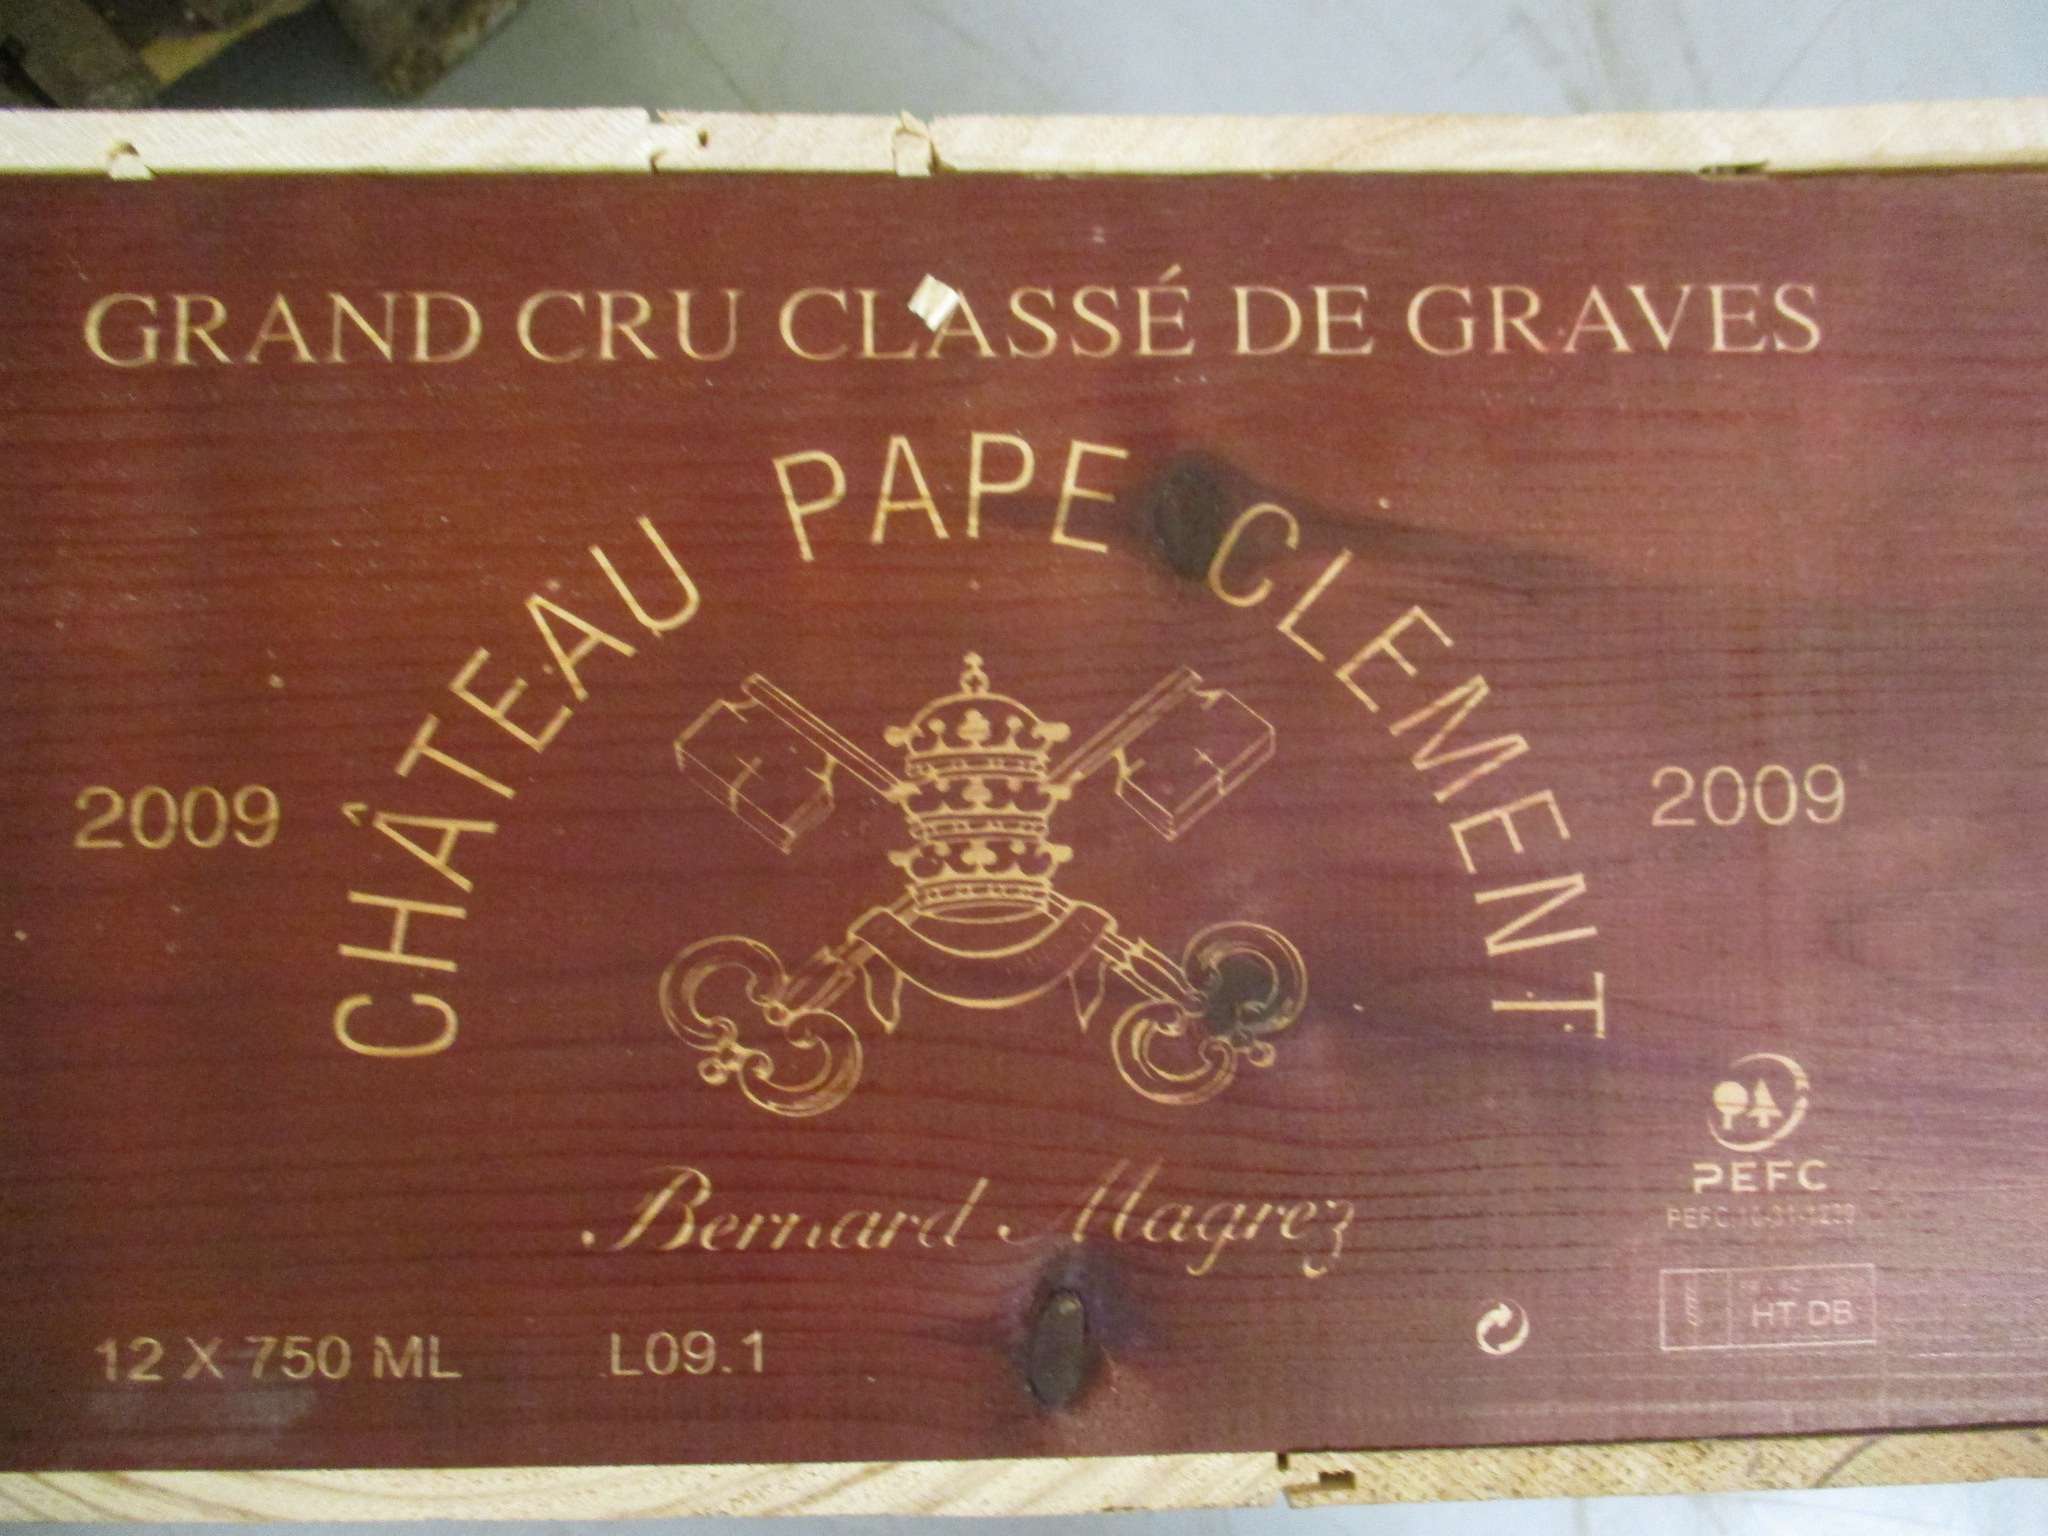 GRAND CRU CLASSÉ DE GRAVES
CHÂTEAU PAPE CLEMENT
2009
2009
Bernard Magrez
PEFC
12 X 750 ML
L09.1
HT DB